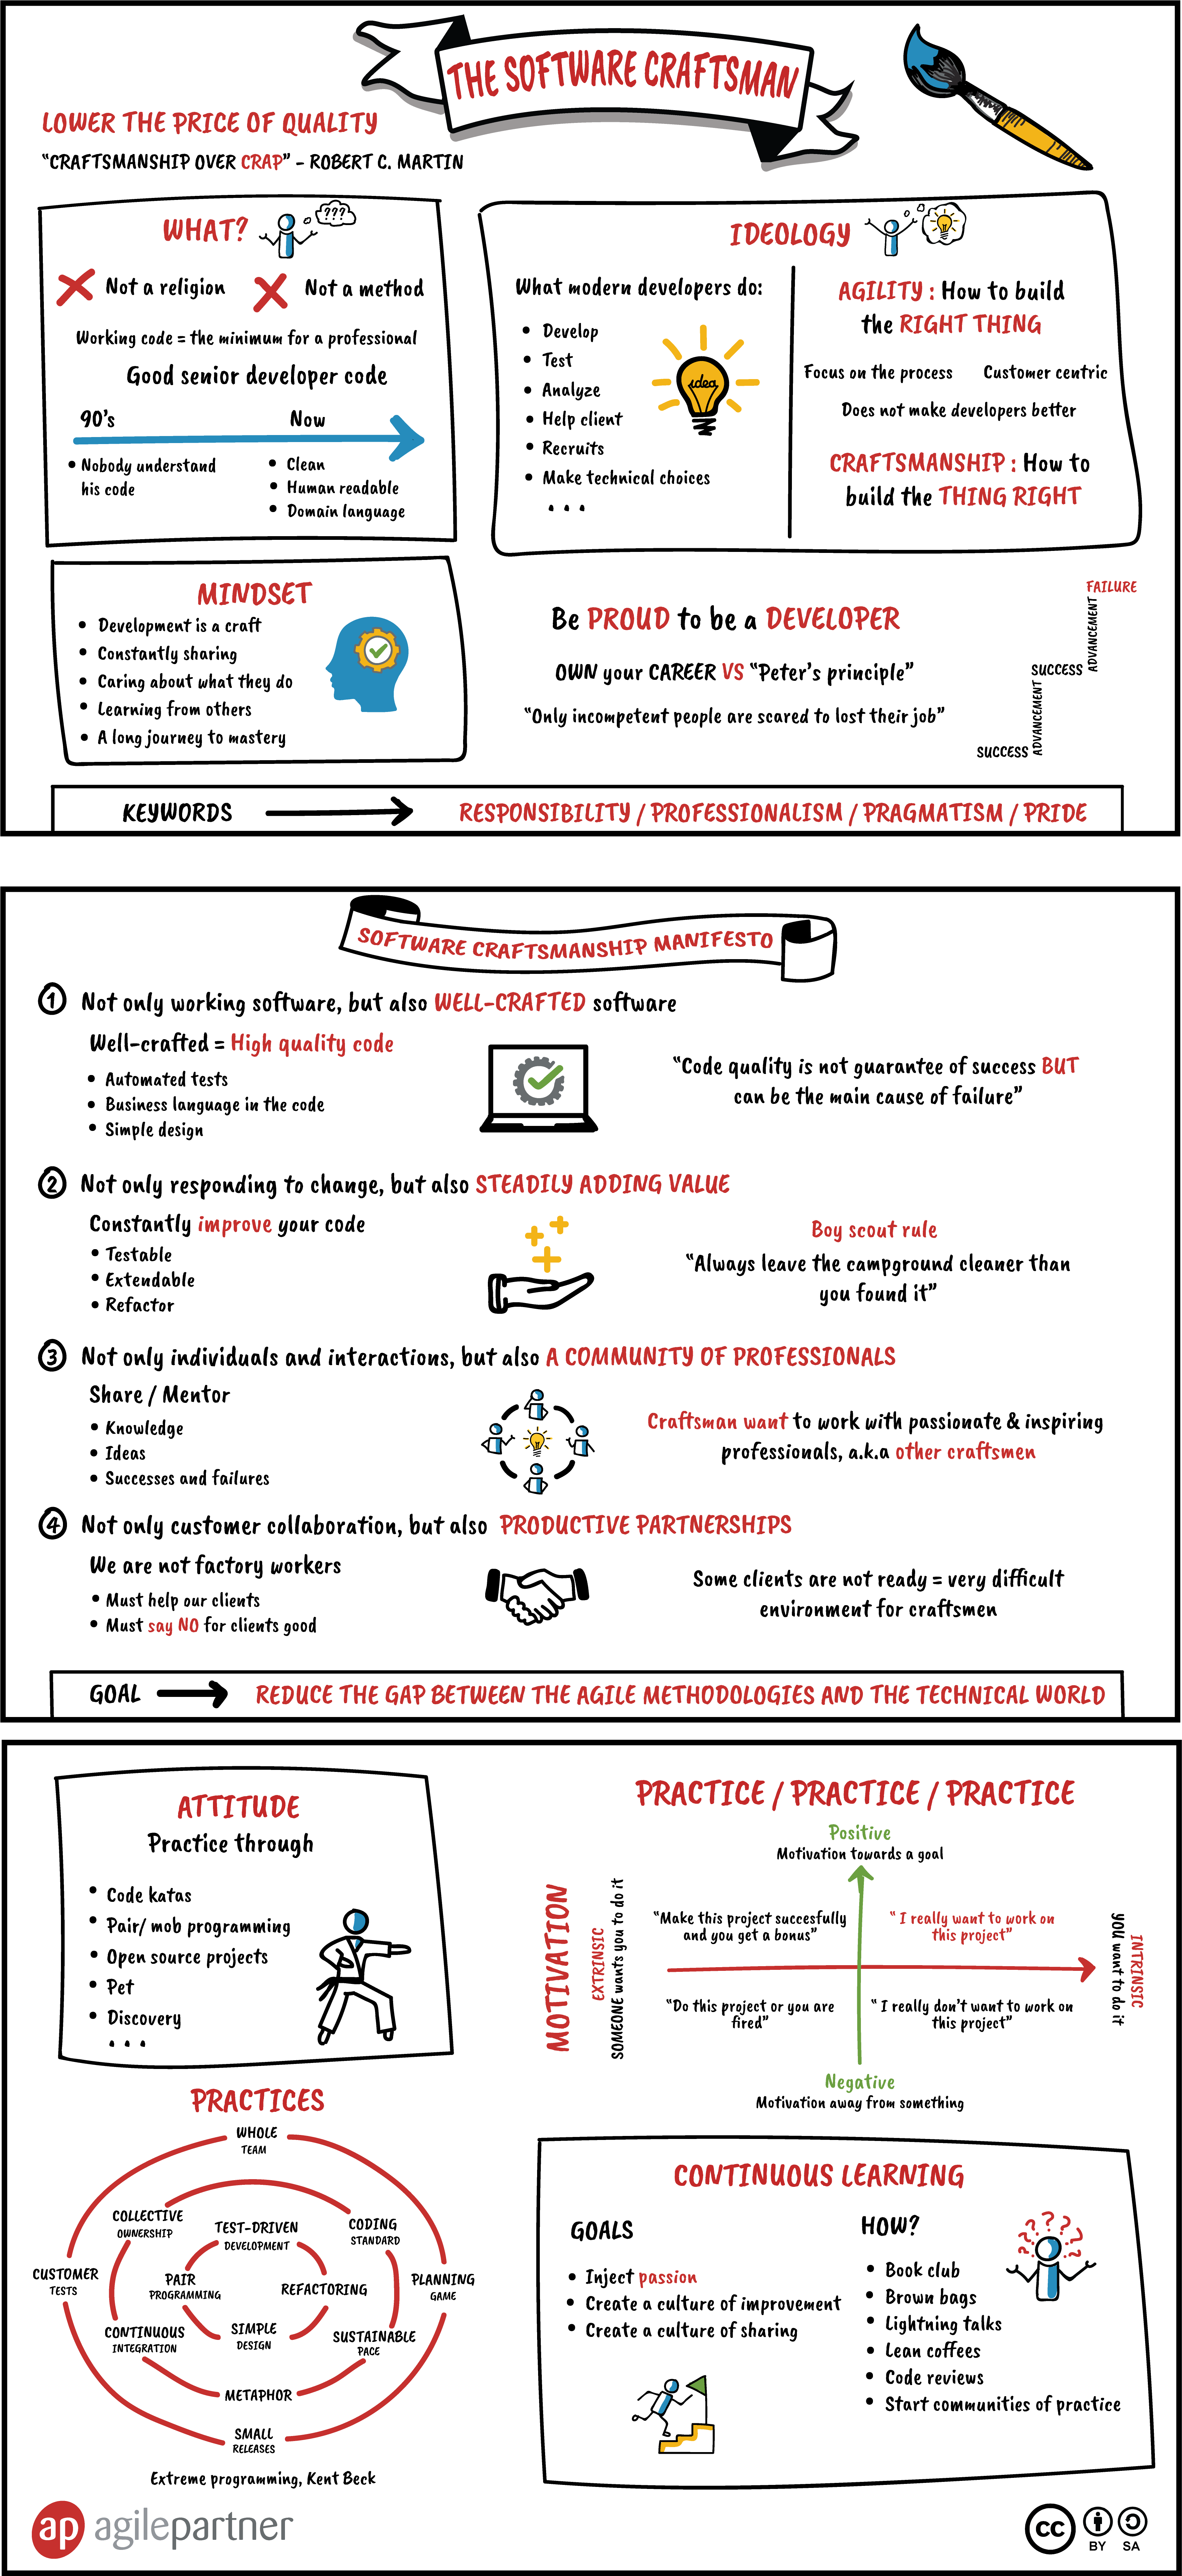 THE SOFTWARE CRAFTSMAN
LOWER THE PRICE OF QUALITY
"CRAFTSMANSHIP OVER CRAP" - ROBERT C. MARTIN
WHAT?
???
Not a religion
Not a method
Working code = the minimum for a professional
Good senior developer code
90's
Now
• Nobody understand
his code
• Clean
• Human readable
• Domain language
IDEOLOGY
What modern developers do:
• Develop
• Test
• Analyze
• Help client
• Recruits
• Make technical choices
...
idea
AGILITY : How to build
the RIGHT THING
Focus on the process
Customer centric
Does not make developers better
CRAFTSMANSHIP : How to
build the THING RIGHT
MINDSET
• Development is a craft
• Constantly sharing
• Caring about what they do
• Learning from others
• A long journey to mastery
Be PROUD to be a DEVELOPER
OWN your CAREER VS "Peter's principle"
"Only incompetent people are scared to lost their job"
FAILURE
ADVANCEMENT
SUCCESS
ADVANCEMENT
SUCCESS
KEYWORDS
RESPONSIBILITY / PROFESSIONALISM / PRAGMATISM / PRIDE
SOFTWARE CRAFTSMANSHIP MANIFESTO
1 Not only working software, but also WELL-CRAFTED software
Well-crafted = High quality code
• Automated tests
• Business language in the code
• Simple design
"Code quality is not guarantee of success BUT
can be the main cause of failure"
2 Not only responding to change, but also STEADILY ADDING VALUE
Constantly improve your code
• Testable
• Extendable
• Refactor
Boy scout rule
"Always leave the campground cleaner than
you found it"
3 Not only individuals and interactions, but also A COMMUNITY OF PROFESSIONALS
Share / Mentor
• Knowledge
• Ideas
• Successes and failures
Craftsman want to work with passionate & inspiring
professionals, a.k.a other craftsmen
4 Not only customer collaboration, but also PRODUCTIVE PARTNERSHIPS
We are not factory workers
• Must help our clients
• Must say NO for clients good
Some clients are not ready = very difficult
environment for craftsmen
GOAL
REDUCE THE GAP BETWEEN THE AGILE METHODOLOGIES AND THE TECHNICAL WORLD
ATTITUDE
Practice through
• Code katas
• Pair/ mob programming
• Open source projects
• Pet
• Discovery
...
PRACTICE / PRACTICE / PRACTICE
Positive
Motivation towards a goal
MOTIVATION
EXTRINSIC
SOMEONE wants you to do it
"Make this project succesfully
and you get a bonus"
" I really want to work on
this project"
"Do this project or you are
fired"
" I really don't want to work on
this project"
INTRINSIC
YOU want to do it
Negative
Motivation away from something
PRACTICES
WHOLE
TEAM
COLLECTIVE
OWNERSHIP
TEST-DRIVEN
DEVELOPMENT
CODING
STANDARD
CUSTOMER
TESTS
PAIR
PROGRAMMING
REFACTORING
PLANNING
GAME
CONTINUOUS
INTEGRATION
SIMPLE
DESIGN
SUSTAINABLE
PACE
METAPHOR
SMALL
RELEASES
Extreme programming, Kent Beck
CONTINUOUS LEARNING
GOALS
• Inject passion
• Create a culture of improvement
• Create a culture of sharing
HOW?
• Book club
• Brown bags
• Lightning talks
• Lean coffees
• Code reviews
• Start communities of practice
??????
ap agilepartner
cc
BY SA